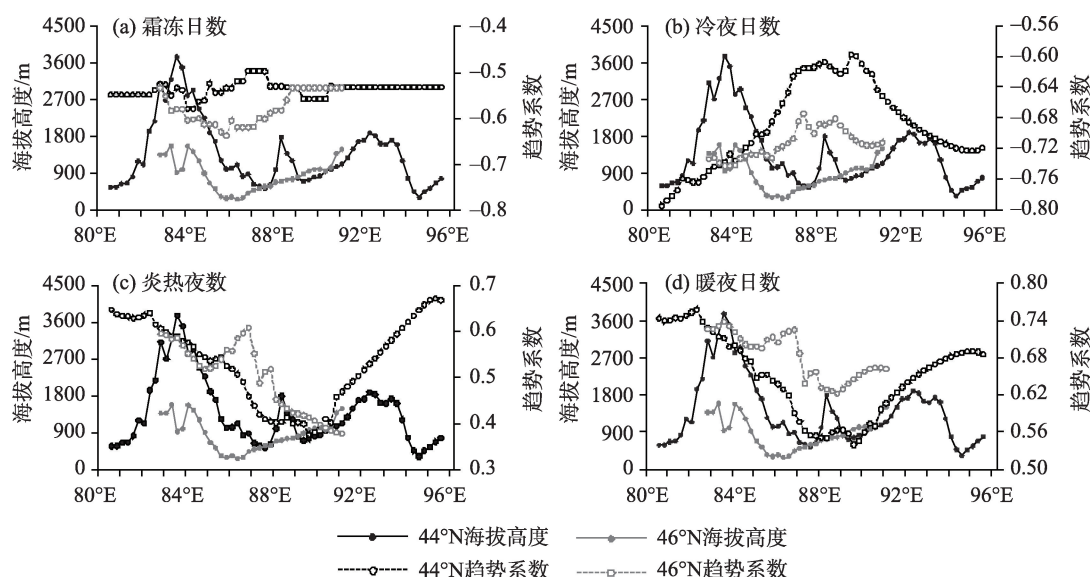 (a) 霜冻日数
4500
3600
2700
1800
900
0
海拔高度/m
80°E 84°E 88°E 92°E 96°E
−0.4
−0.5
−0.6
−0.7
−0.8
趋势系数
(b) 冷夜日数
4500
3600
2700
1800
900
0
海拔高度/m
80°E 84°E 88°E 92°E 96°E
−0.56
−0.60
−0.64
−0.68
−0.72
−0.76
−0.80
趋势系数
(c) 炎热夜数
4500
3600
2700
1800
900
0
海拔高度/m
80°E 84°E 88°E 92°E 96°E
0.7
0.6
0.5
0.4
0.3
趋势系数
(d) 暖夜日数
4500
3600
2700
1800
900
0
海拔高度/m
80°E 84°E 88°E 92°E 96°E
0.80
0.74
0.68
0.62
0.56
0.50
趋势系数
44°N海拔高度 46°N海拔高度
44°N趋势系数 46°N趋势系数